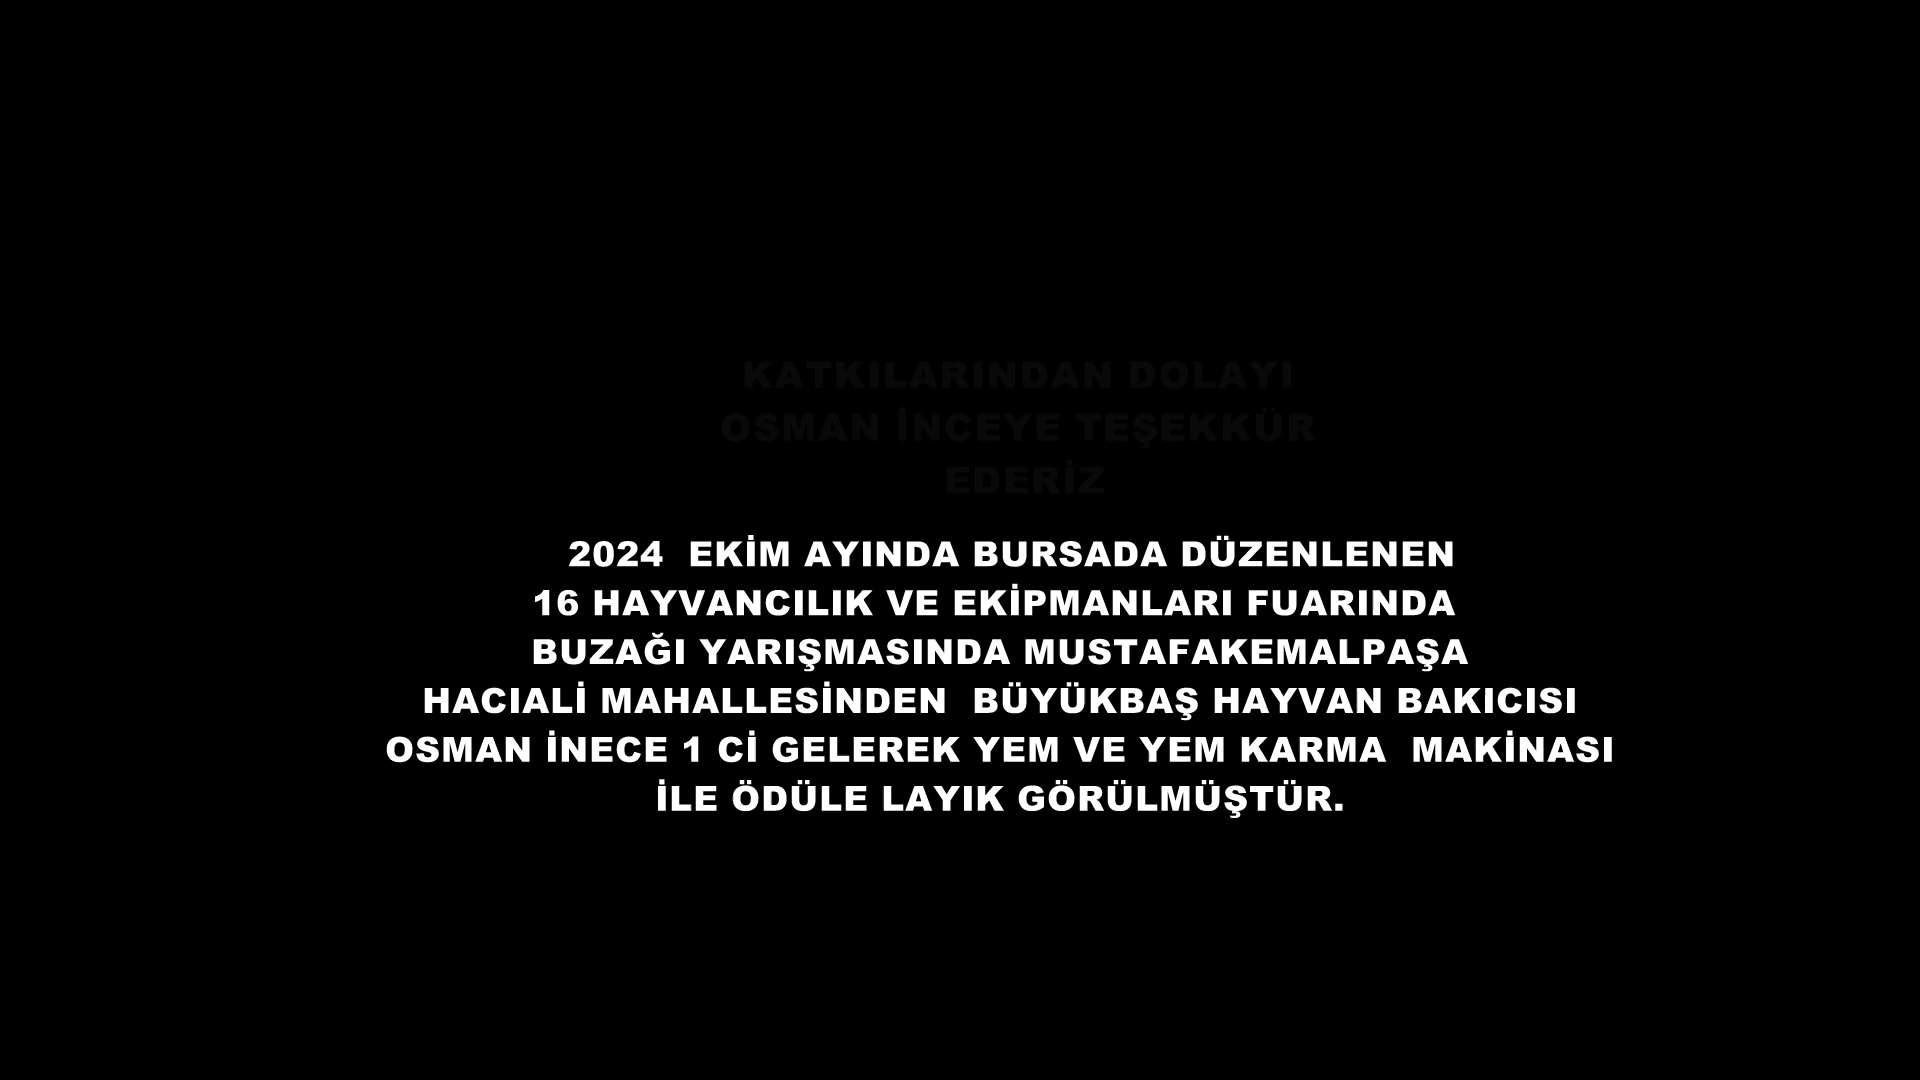 KATKILARINDAN DOLAYI
OSMAN İNCEYE TEŞEKKÜR
EDERİZ
2024 EKİM AYINDA BURSADA DÜZENLENEN
16 HAYVANCILIK VE EKİPMANLARI FUARINDA
BUZAĞI YARIŞMASINDA MUSTAFAKEMALPAŞA
HACIALİ MAHALLESİNDEN BÜYÜKBAŞ HAYVAN BAKICISI
OSMAN İNECE 1 Cİ GELEREK YEM VE YEM KARMA MAKİNASI
İLE ÖDÜLE LAYIK GÖRÜLMÜŞTÜR.